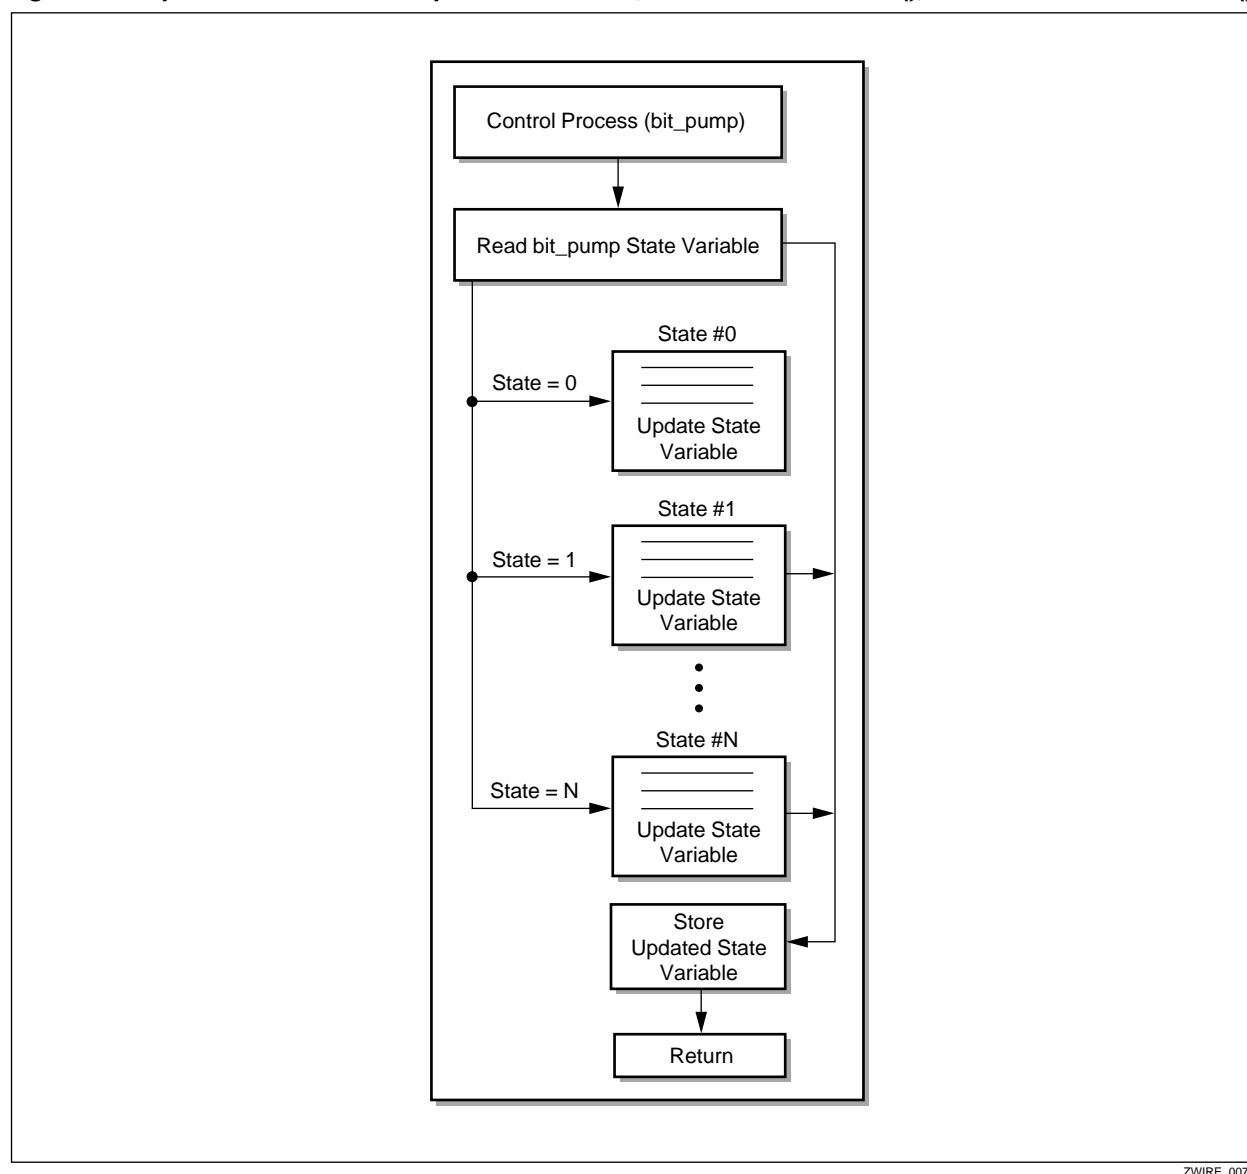 Control Process (bit_pump)
Read bit_pump State Variable
State #0
State = 0
Update State
Variable
State #1
State = 1
Update State
Variable
State #N
State = N
Update State
Variable
Store
Updated State
Variable
Return
ZWIRE_007